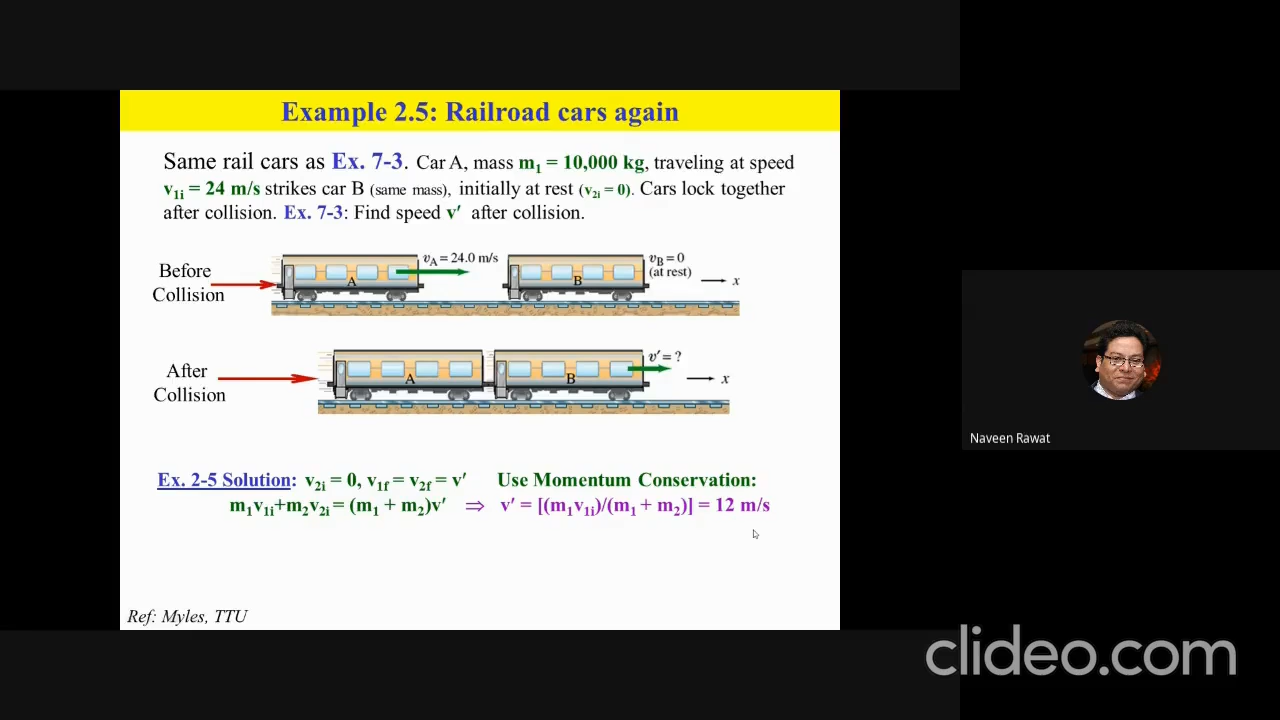 Example 2.5: Railroad cars again
Same rail cars as Ex. 7-3. Car A, mass m₁ = 10,000 kg, traveling at speed
v₁ᵢ = 24 m/s strikes car B (same mass), initially at rest (v₂ᵢ = 0). Cars lock together
after collision. Ex. 7-3: Find speed v′ after collision.
Before
Collision
A
v_A = 24.0 m/s
B
v_B = 0
(at rest)
x
After
Collision
A
B
v′ = ?
x
Ex. 2-5 Solution: v₂ᵢ = 0, v₁f = v₂f = v′ Use Momentum Conservation:
m₁v₁ᵢ+m₂v₂ᵢ = (m₁ + m₂)v′ ⇒ v′ = [(m₁v₁ᵢ)/(m₁ + m₂)] = 12 m/s
Ref: Myles, TTU
Naveen Rawat
clideo.com